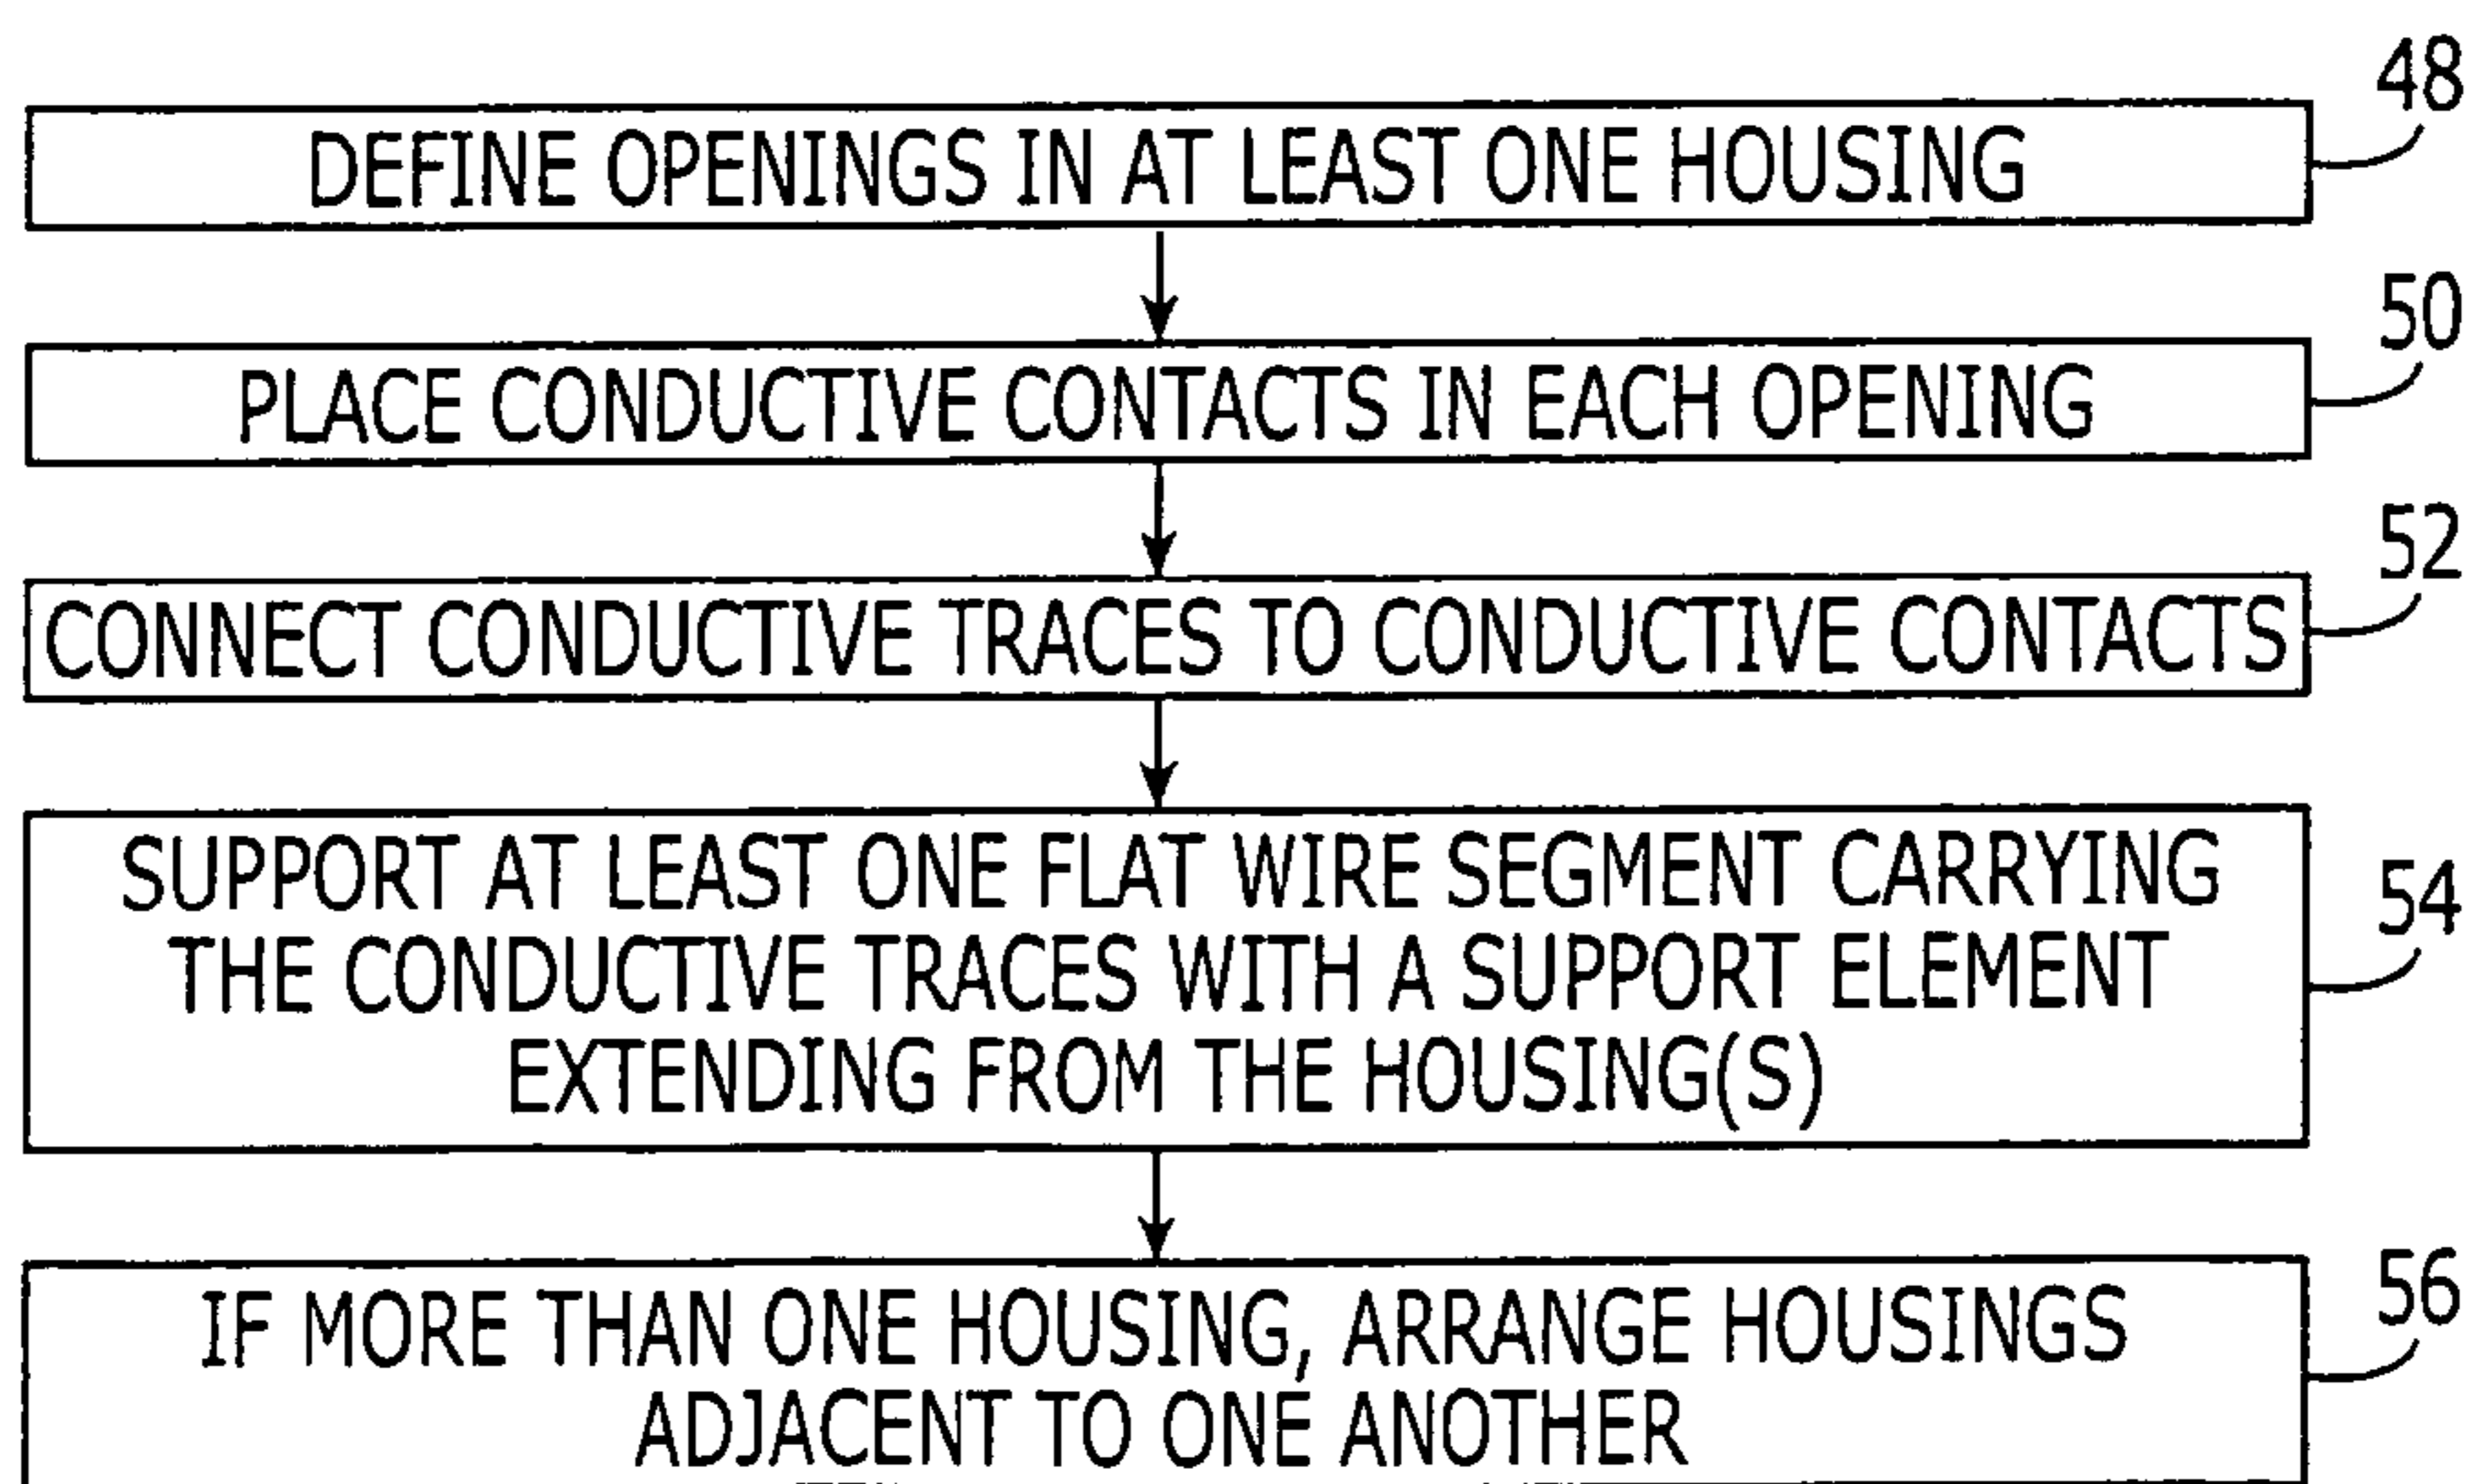 48
DEFINE OPENINGS IN AT LEAST ONE HOUSING
50
PLACE CONDUCTIVE CONTACTS IN EACH OPENING
52
CONNECT CONDUCTIVE TRACES TO CONDUCTIVE CONTACTS
SUPPORT AT LEAST ONE FLAT WIRE SEGMENT CARRYING
54
THE CONDUCTIVE TRACES WITH A SUPPORT ELEMENT
EXTENDING FROM THE HOUSING(S)
56
IF MORE THAN ONE HOUSING, ARRANGE HOUSINGS
ADJACENT TO ONE ANOTHER